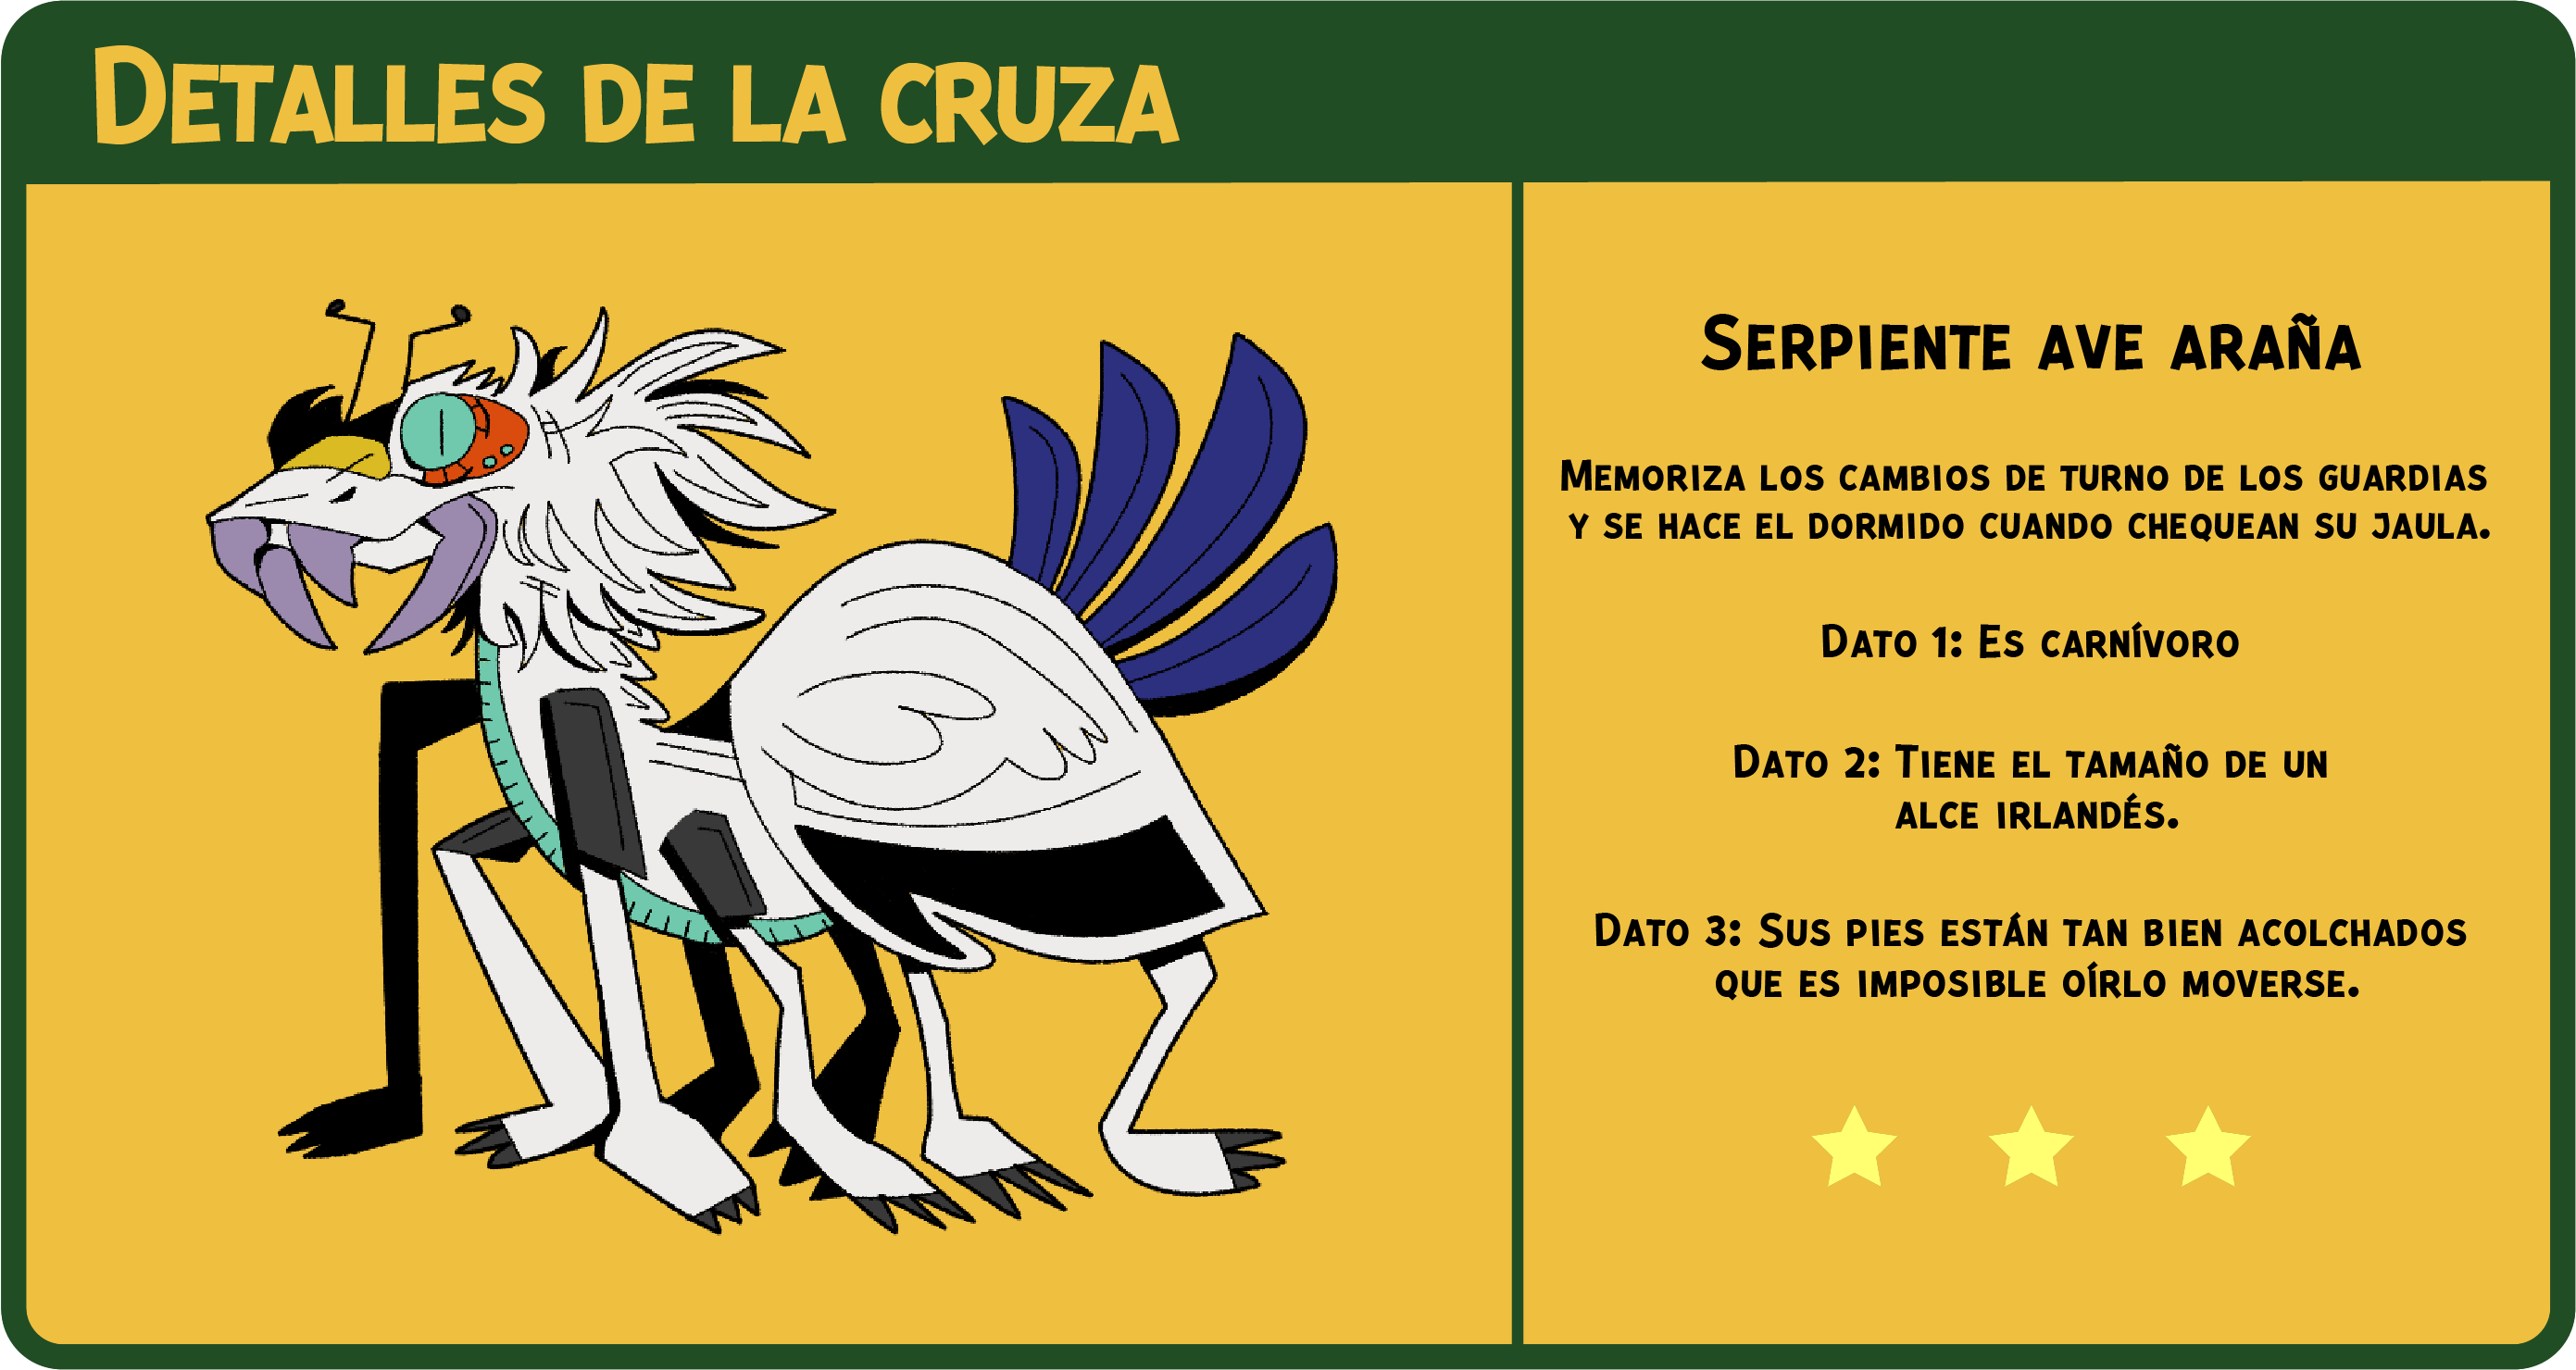 Detalles de la cruza
Serpiente ave araña
Memoriza los cambios de turno de los guardias
y se hace el dormido cuando chequean su jaula.
Dato 1: Es carnívoro
Dato 2: Tiene el tamaño de un
alce irlandés.
Dato 3: Sus pies están tan bien acolchados
que es imposible oírlo moverse.